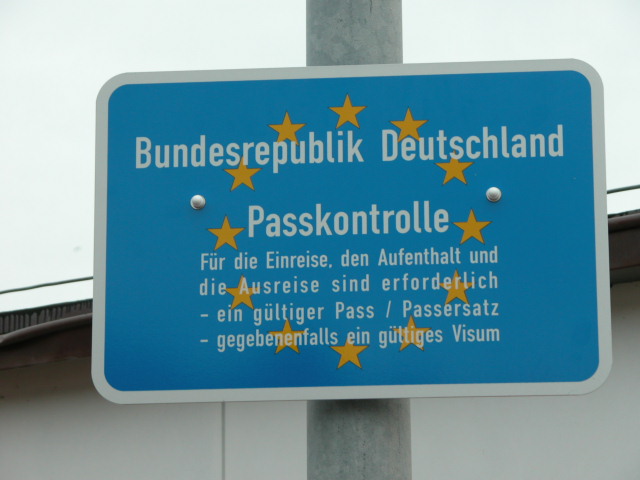 Bundesrepublik Deutschland
Passkontrolle
Für die Einreise, den Aufenthalt und
die Ausreise sind erforderlich
- ein gültiger Pass / Passersatz
- gegebenenfalls ein gültiges Visum